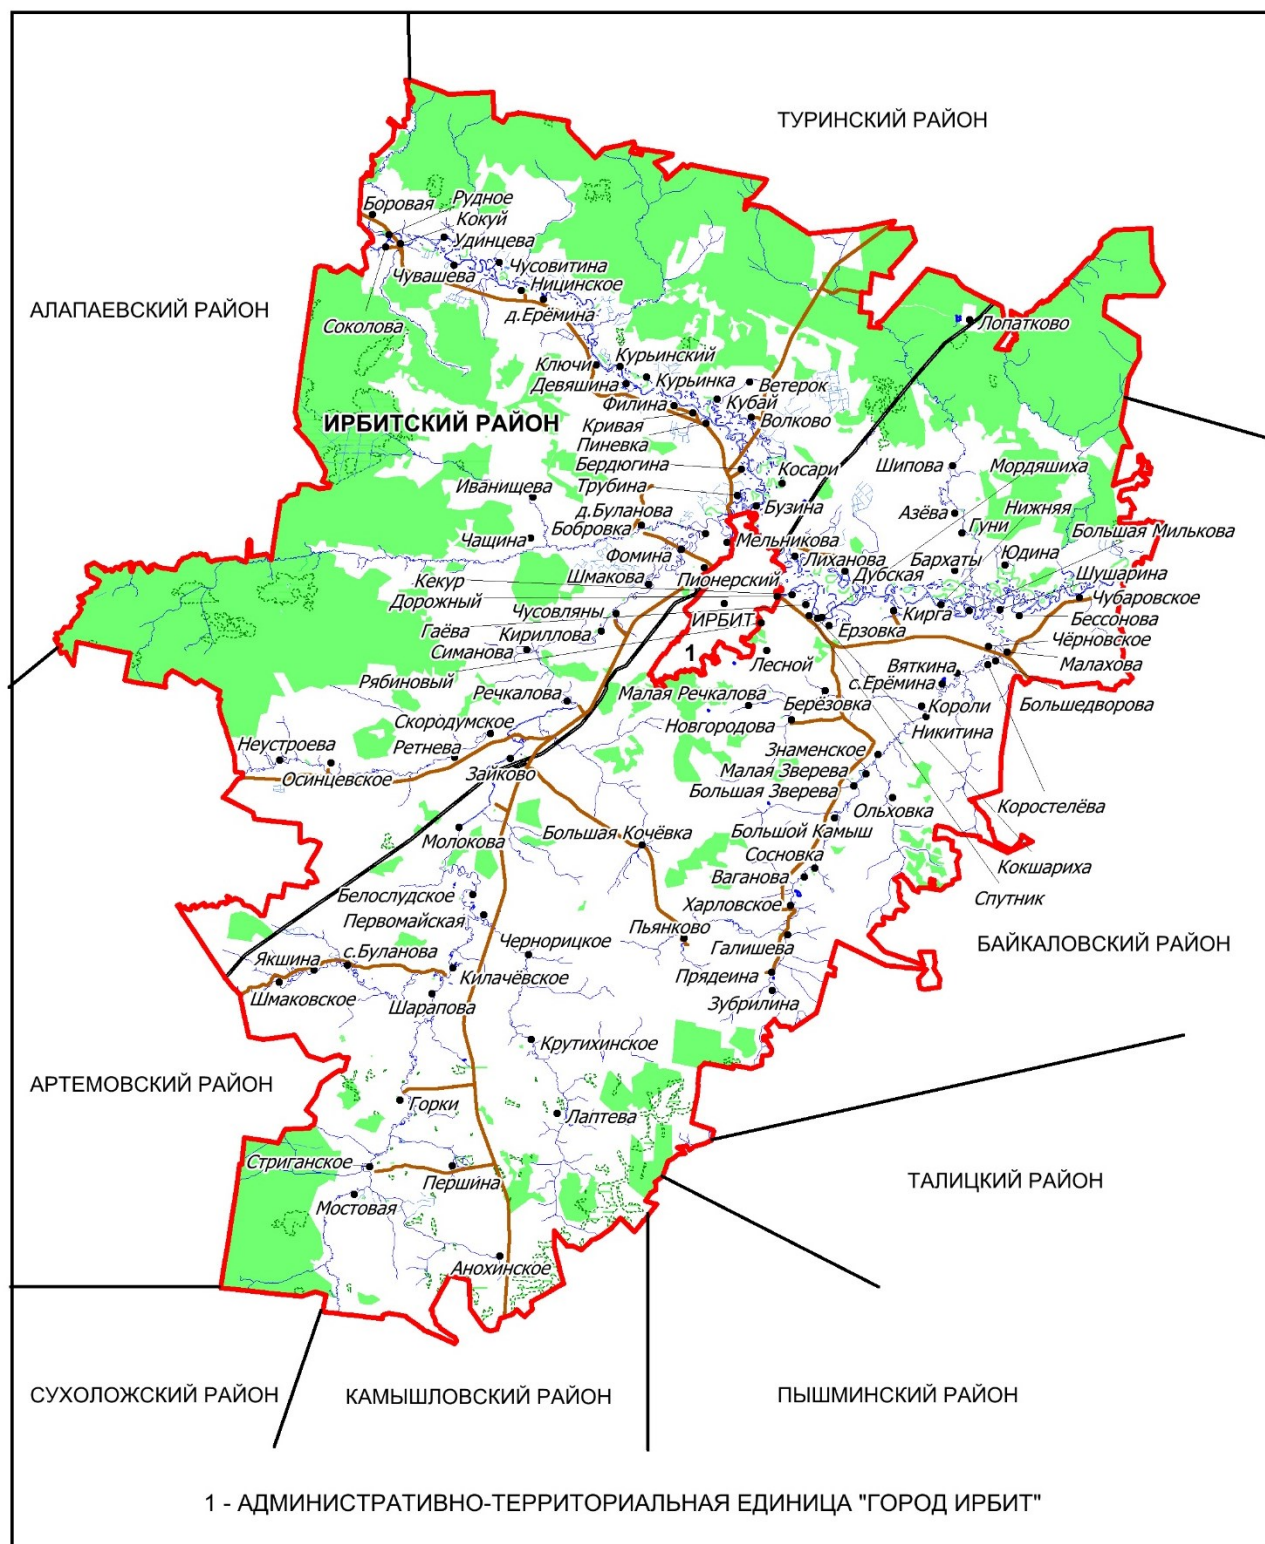 ТУРИНСКИЙ РАЙОН
Боровая
Рудное
Кокуй
Удинцева
Чусовитина
Чувашева
Ницинское
д.Ерёмина
АЛАПАЕВСКИЙ РАЙОН
Соколова
Лопатково
Курьинский
Ключи
Курьинка
Девяшина
Ветерок
Кубай
Филина
ИРБИТСКИЙ РАЙОН
Кривая
Волково
Пиневка
Бердюгина
Косари
Шипова
Мордяшиха
Иванищева
Трубина
Бузина
д.Буланова
Азёва
Нижняя
Бобровка
Гуни
Большая Милькова
Чащина
Мельникова
Фомина
Лиханова
Бархаты
Юдина
Кекур
Шмакова
Пионерский
Дубская
Шушарина
Дорожный
Чубаровское
Чусовляны
Гаёва
Кириллова
ИРБИТ
Кирга
Бессонова
Ерзовка
Симанова
Чёрновское
1
Лесной
Вяткина
Малахова
Рябиновый
с.Ерёмина
Речкалова
Малая Речкалова
Берёзовка
Короли
Большедворова
Скородумское
Новгородова
Никитина
Неустроева
Ретнева
Знаменское
Осинцевское
Зайково
Малая Зверева
Большая Зверева
Ольховка
Коростелёва
Молокова
Большая Кочёвка
Большой Камыш
Сосновка
Кокшариха
Ваганова
Белослудское
Спутник
Харловское
Первомайская
Пьянково
Чернорицкое
Галишева
БАЙКАЛОВСКИЙ РАЙОН
Якшина
с.Буланова
Килачёвское
Прядеина
Шмаковское
Шарапова
Зубрилина
Крутихинское
АРТЕМОВСКИЙ РАЙОН
Горки
Лаптева
Стриганское
Першина
ТАЛИЦКИЙ РАЙОН
Мостовая
Анохинское
СУХОЛОЖСКИЙ РАЙОН
КАМЫШЛОВСКИЙ РАЙОН
ПЫШМИНСКИЙ РАЙОН
1 - АДМИНИСТРАТИВНО-ТЕРРИТОРИАЛЬНАЯ ЕДИНИЦА "ГОРОД ИРБИТ"